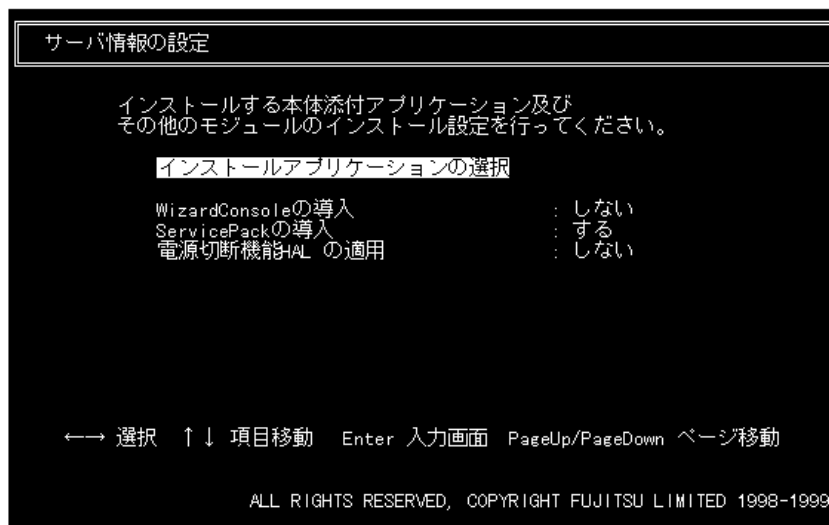 サーバ情報の設定
インストールする本体添付アプリケーション及び
その他のモジュールのインストール設定を行ってください。
インストールアプリケーションの選択
WizardConsoleの導入 : しない
ServicePackの導入 : する
電源切断機能HAL の適用 : しない
←→ 選択 ↑↓ 項目移動 Enter 入力画面 PageUp/PageDown ページ移動
ALL RIGHTS RESERVED, COPYRIGHT FUJITSU LIMITED 1998-1999